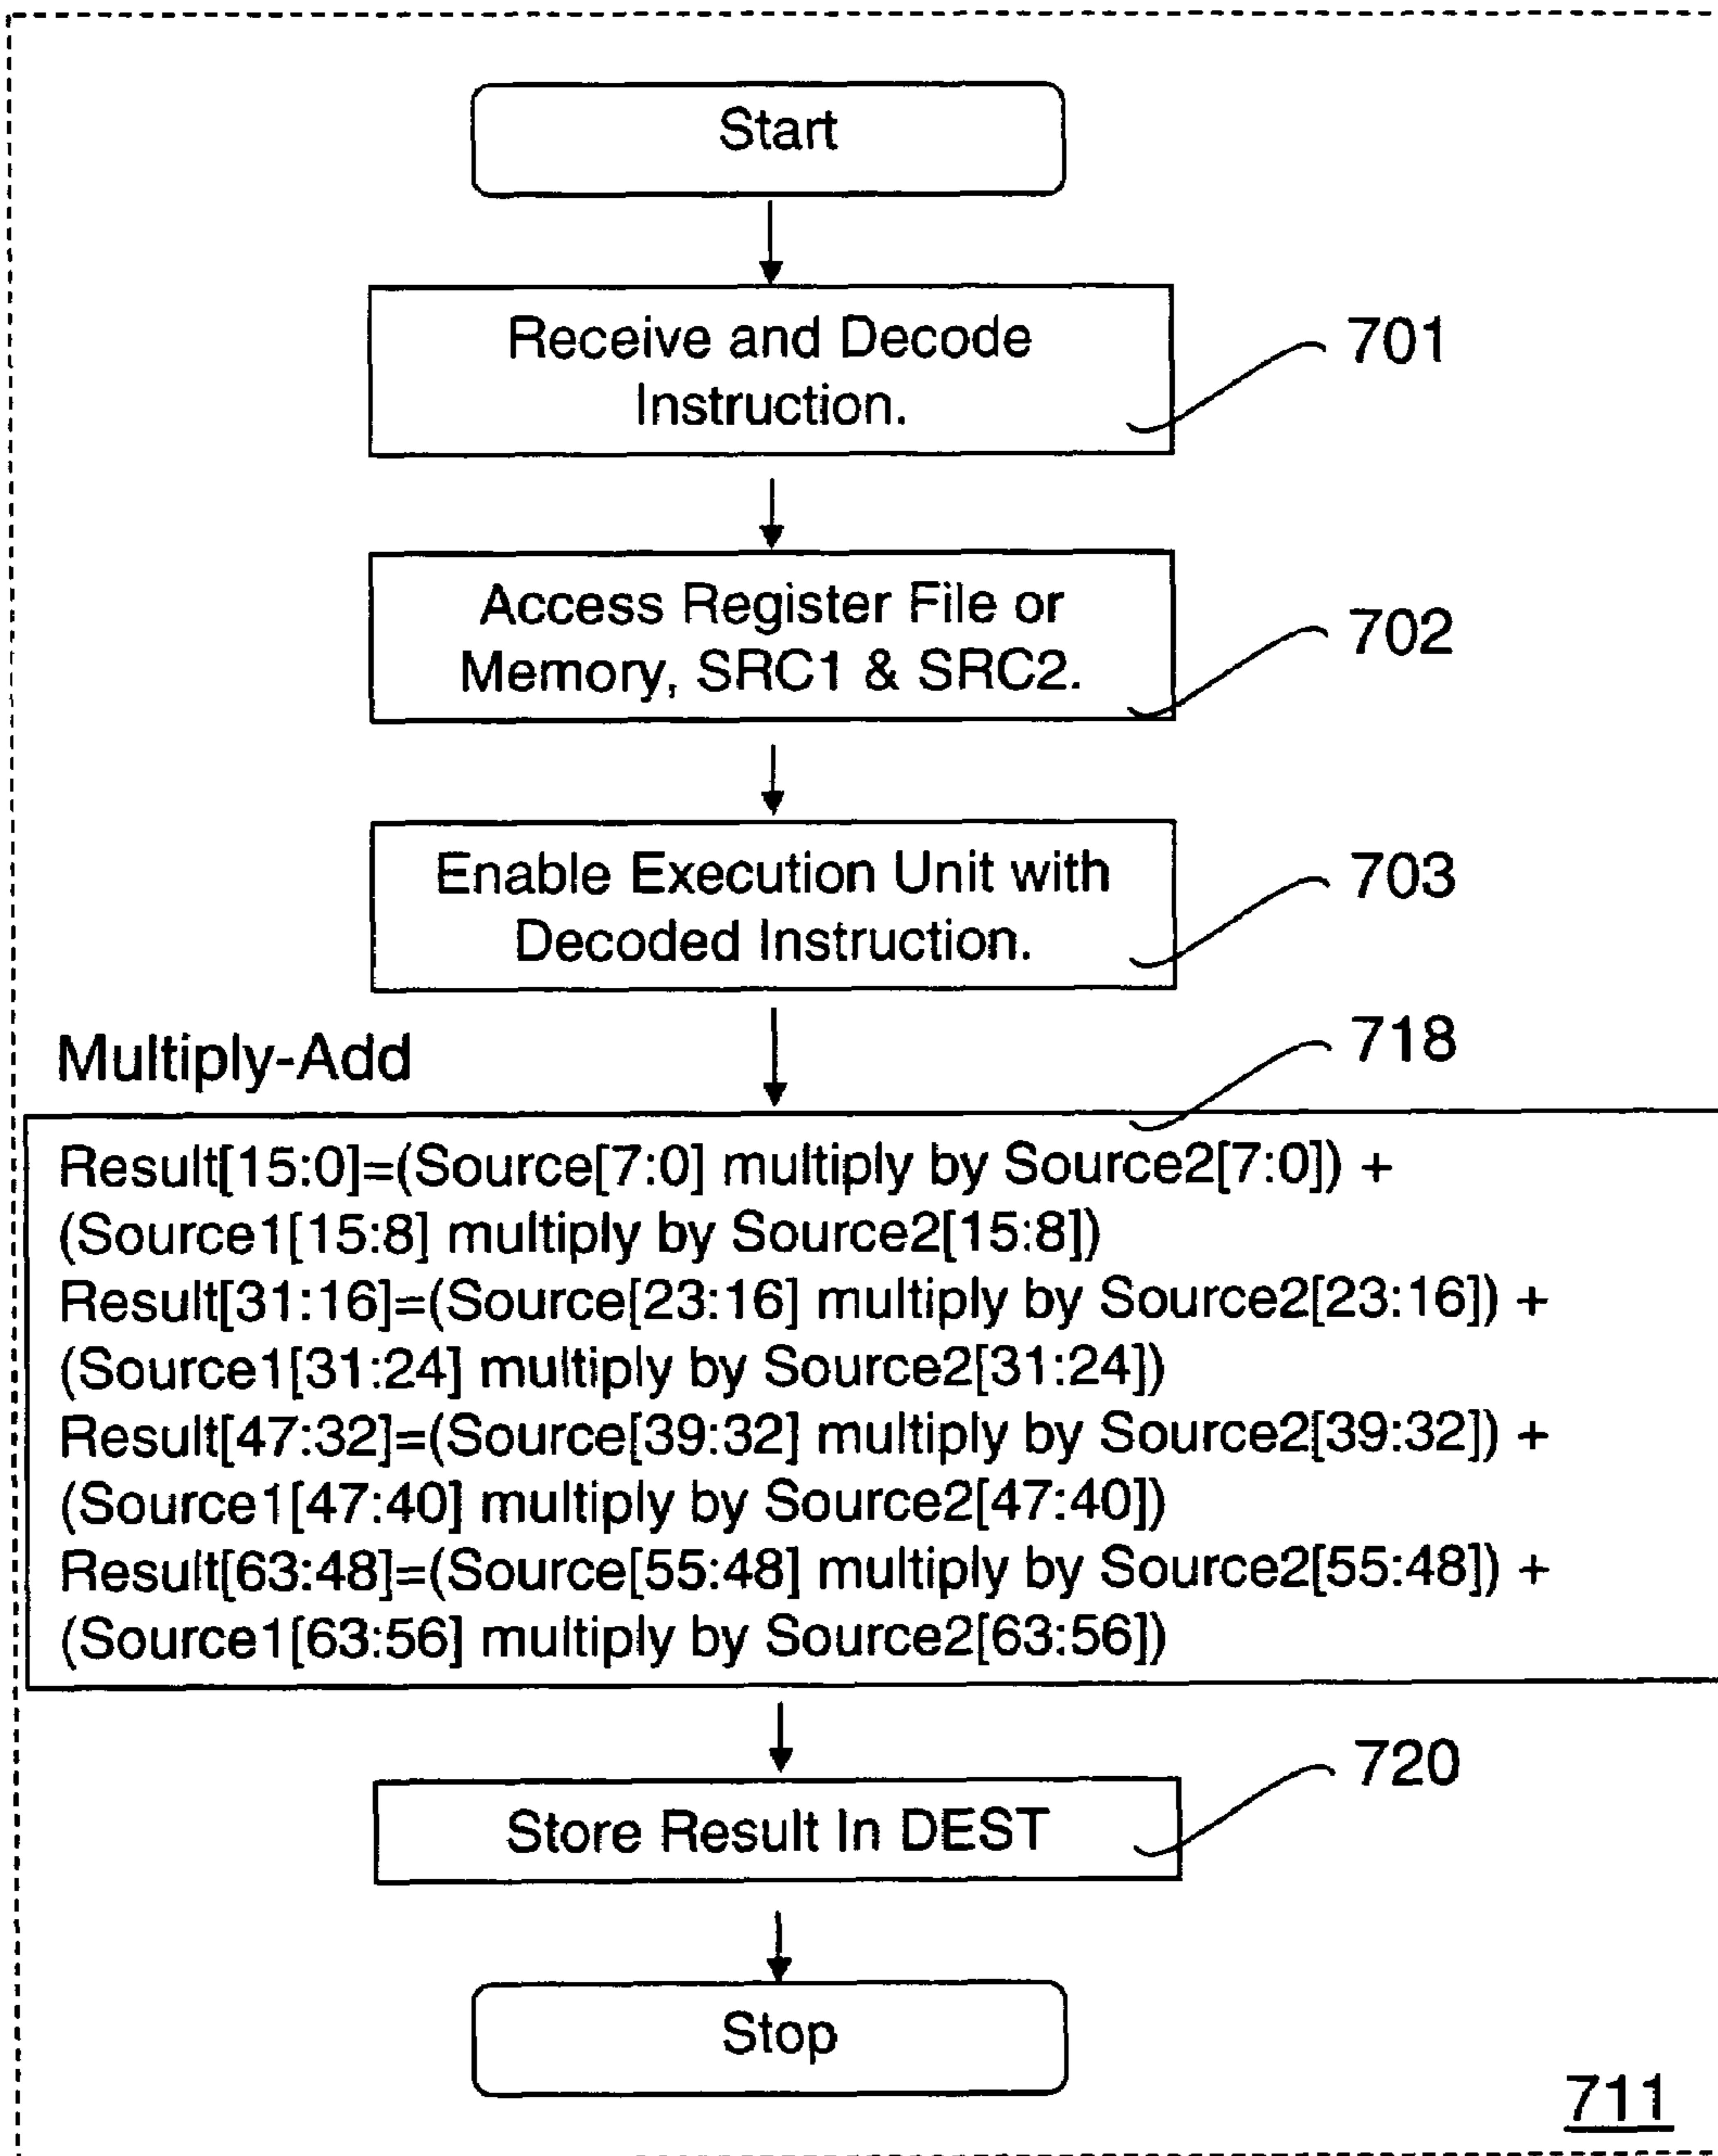 Start
Receive and Decode
Instruction.
701
Access Register File or
Memory, SRC1 & SRC2.
702
Enable Execution Unit with
Decoded Instruction.
703
Multiply-Add
718
Result[15:0]=(Source[7:0] multiply by Source2[7:0]) +
(Source1[15:8] multiply by Source2[15:8])
Result[31:16]=(Source[23:16] multiply by Source2[23:16]) +
(Source1[31:24] multiply by Source2[31:24])
Result[47:32]=(Source[39:32] multiply by Source2[39:32]) +
(Source1[47:40] multiply by Source2[47:40])
Result[63:48]=(Source[55:48] multiply by Source2[55:48]) +
(Source1[63:56] multiply by Source2[63:56])
Store Result In DEST
720
Stop
711